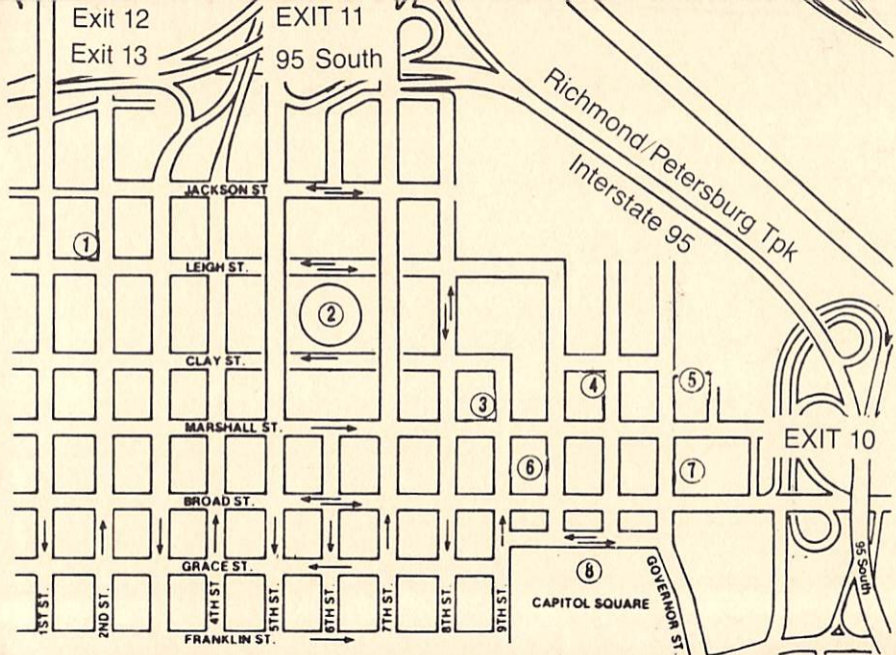 Exit 12
Exit 13
EXIT 11
95 South
Richmond/Petersburg Tpk
Interstate 95
JACKSON ST
1
LEIGH ST.
2
CLAY ST.
3
4
5
MARSHALL ST.
EXIT 10
6
7
BROAD ST.
GRACE ST.
8
CAPITOL SQUARE
GOVERNOR ST.
95 South
1ST ST.
2ND ST.
4TH ST
5TH ST.
6TH ST.
7TH ST.
8TH ST.
9TH ST.
FRANKLIN ST.